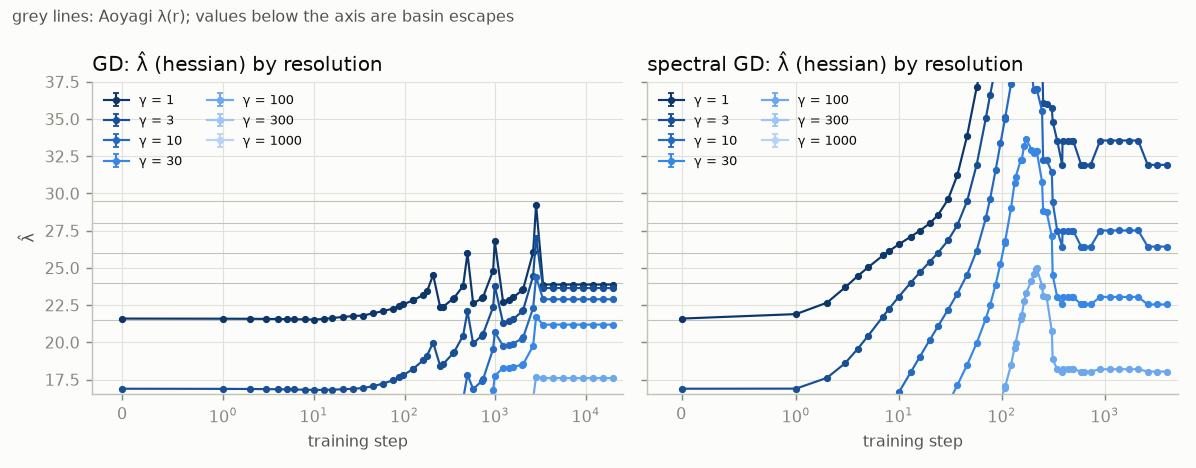 grey lines: Aoyagi λ(r); values below the axis are basin escapes
GD: λ̂ (hessian) by resolution
γ = 1
γ = 3
γ = 10
γ = 30
γ = 100
γ = 300
γ = 1000
37.5
35.0
32.5
30.0
27.5
25.0
22.5
20.0
17.5
λ̂
0
10⁰
10¹
10²
10³
10⁴
training step
spectral GD: λ̂ (hessian) by resolution
γ = 1
γ = 3
γ = 10
γ = 30
γ = 100
γ = 300
γ = 1000
0
10⁰
10¹
10²
10³
training step